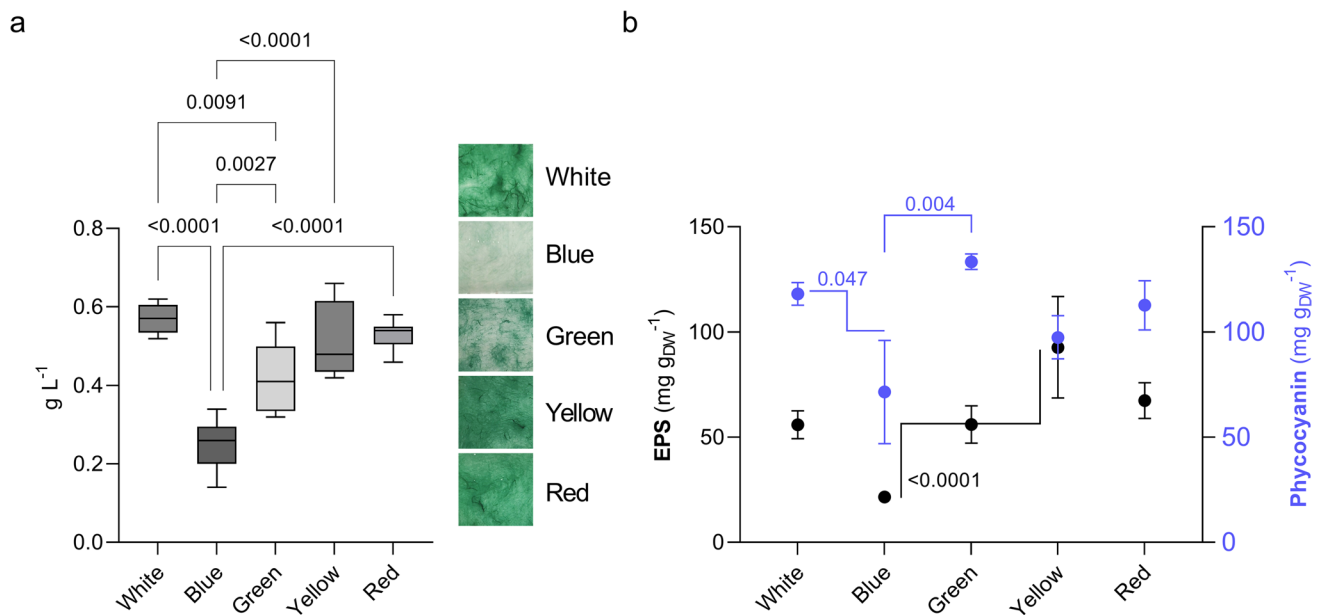 a
<0.0001
0.0091
0.0027
<0.0001
<0.0001
0.8
0.6
0.4
0.2
0.0
g L⁻¹
White
Blue
Green
Yellow
Red
White
Blue
Green
Yellow
Red
b
0.004
0.047
<0.0001
150
100
50
0
EPS (mg gDW⁻¹)
150
100
50
0
Phycocyanin (mg gDW⁻¹)
White
Blue
Green
Yellow
Red